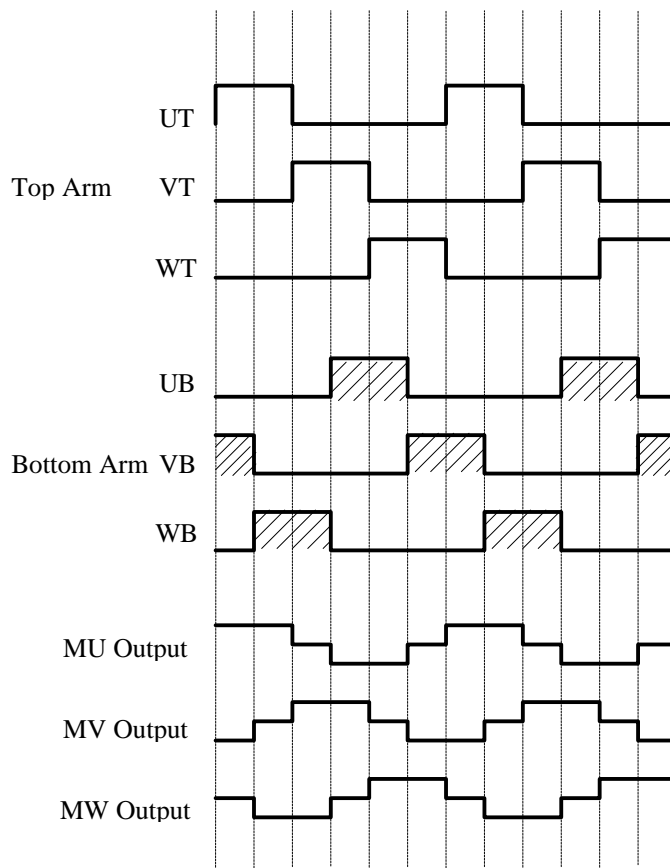 UT
Top Arm VT
WT
UB
Bottom Arm VB
WB
MU Output
MV Output
MW Output